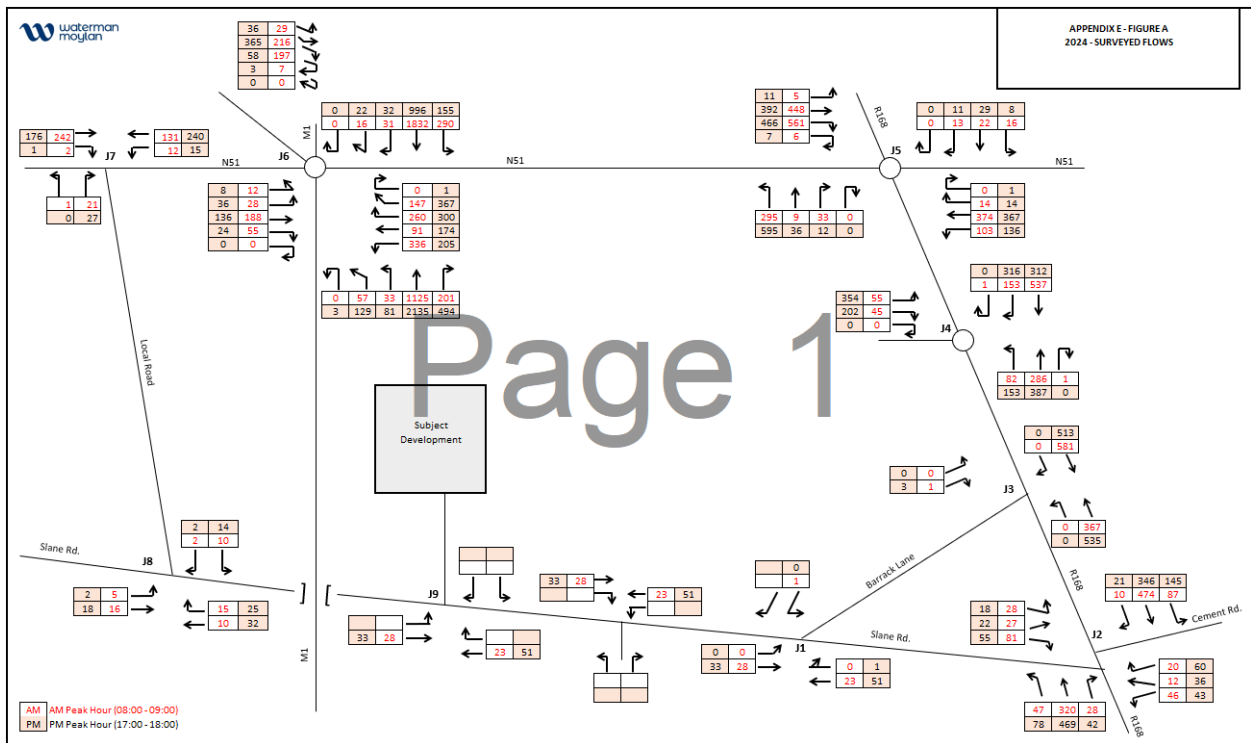 waterman
moylan
APPENDIX E - FIGURE A
2024 - SURVEYED FLOWS
36 29
365 216
58 197
3 7
0 0
M1
0 22 32 996 155
0 16 31 1832 290
11 5
392 448
466 561
7 6
R168
0 11 29 8
0 13 22 16
176 242
1 2
131 240
12 15
J7
N51
J6
N51
J5
N51
1 21
0 27
8 12
36 28
136 188
24 55
0 0
0 1
147 367
260 300
91 174
336 205
295 9 33 0
595 36 12 0
0 1
14 14
374 367
103 136
0 57 33 1125 201
3 129 81 2135 494
0 316 312
1 153 537
354 55
202 45
0 0
J4
Local Road
Page 1
82 286 1
153 387 0
Subject
Development
0 513
0 581
0 0
3 1
J3
0 367
0 535
Barrack Lane
R168
2 14
2 10
Slane Rd.
J8
2 5
18 16
15 25
10 32
] [
M1
J9
33 28
23 51
33 28
23 51
0
1
0 0
33 28
J1
0 1
23 51
Slane Rd.
18 28
22 27
55 81
21 346 145
10 474 87
Cement Rd.
J2
20 60
12 36
46 43
47 320 28
78 469 42
R168
AM AM Peak Hour (08:00 - 09:00)
PM PM Peak Hour (17:00 - 18:00)